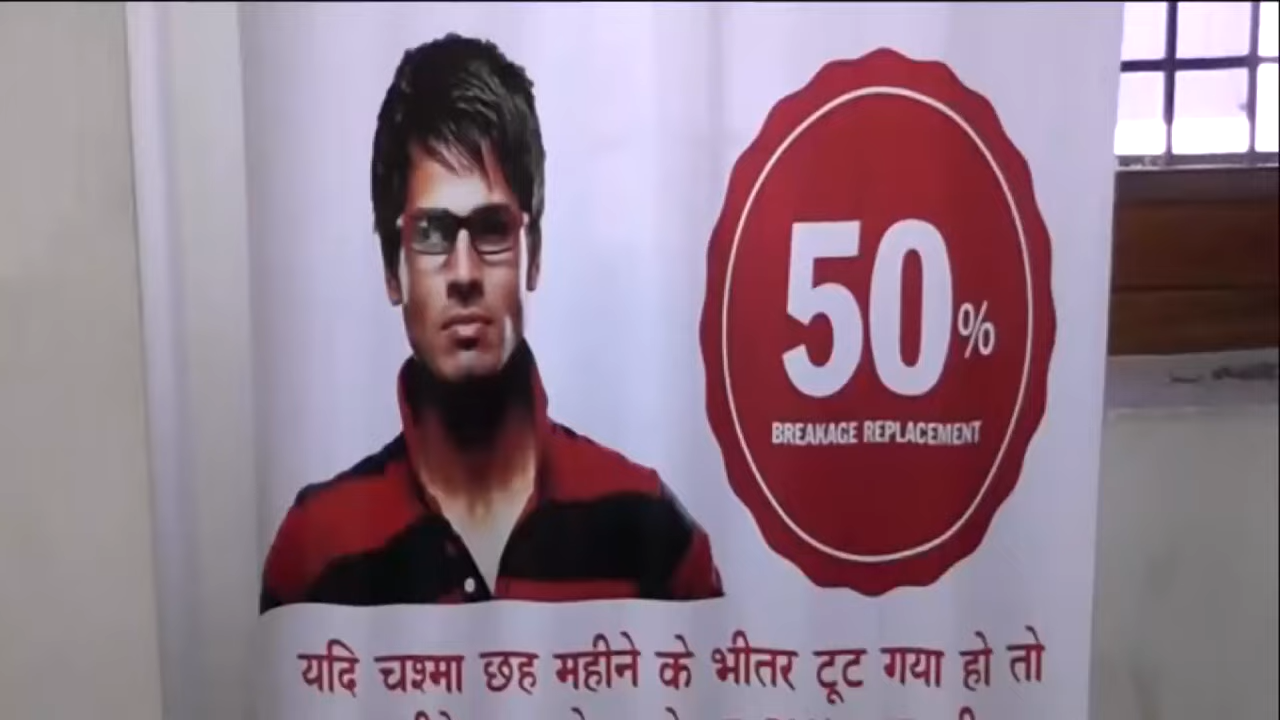 50%
BREAKAGE REPLACEMENT
यदि चश्मा छह महीने के भीतर टूट गया हो तो